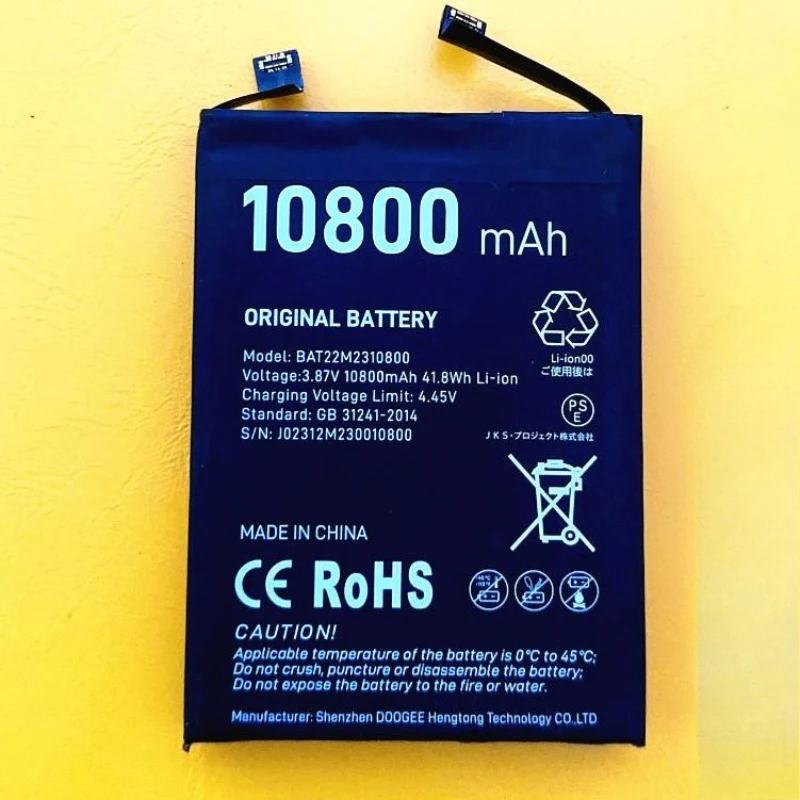 10800 mAh
ORIGINAL BATTERY
Model: BAT22M2310800
Voltage:3.87V 10800mAh 41.8Wh Li-ion
Charging Voltage Limit: 4.45V
Standard: GB 31241-2014
S/N: J02312M230010800
Li-ion00
ご使用後は
PS
E
JKS・プロジェクト株式会社
MADE IN CHINA
CE RoHS
CAUTION!
Applicable temperature of the battery is 0°C to 45°C;
Do not crush, puncture or disassemble the battery;
Do not expose the battery to the fire or water.
Manufacturer: Shenzhen DOOGEE Hengtong Technology CO.,LTD